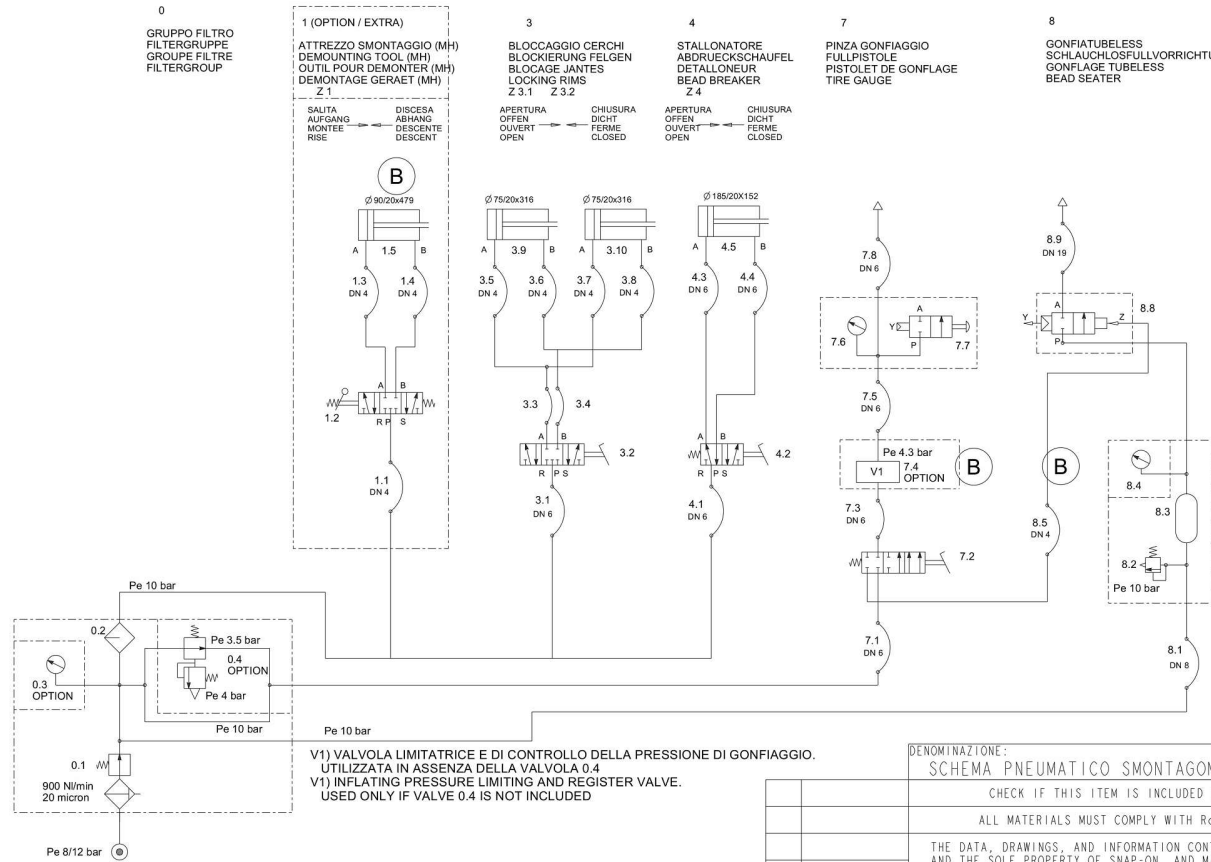 0
GRUPPO FILTRO
FILTERGRUPPE
GROUPE FILTRE
FILTERGROUP
1 (OPTION / EXTRA)
ATTREZZO SMONTAGGIO (MH)
DEMOUNTING TOOL (MH)
OUTIL POUR DEMONTER (MH)
DEMONTAGE GERAET (MH)
Z 1
SALITA
AUFGANG
MONTEE
RISE
DISCESA
ABHANG
DESCENTE
DESCENT
3
BLOCCAGGIO CERCHI
BLOCKIERUNG FELGEN
BLOCAGE JANTES
LOCKING RIMS
Z 3.1 Z 3.2
APERTURA
OFFEN
OUVERT
OPEN
CHIUSURA
DICHT
FERME
CLOSED
4
STALLONATORE
ABDRUECKSCHAUFEL
DETALLONEUR
BEAD BREAKER
Z 4
APERTURA
OFFEN
OUVERT
OPEN
CHIUSURA
DICHT
FERME
CLOSED
7
PINZA GONFIAGGIO
FULLPISTOLE
PISTOLET DE GONFLAGE
TIRE GAUGE
8
GONFIATUBELESS
SCHLAUCHLOSFULLVORRICHTU
GONFLAGE TUBELESS
BEAD SEATER
B
Ø 90/20x479
A 1.5 B
1.3
DN 4
1.4
DN 4
A B
1.2
R P S
1.1
DN 4
Ø 75/20x316
Ø 75/20x316
A 3.9 B
A 3.10 B
3.5
DN 4
3.6
DN 4
3.7
DN 4
3.8
DN 4
3.3
3.4
A B
3.2
R P S
3.1
DN 6
Ø 185/20X152
A 4.5 B
4.3
DN 6
4.4
DN 6
A B
4.2
R P S
4.1
DN 6
7.8
DN 6
A
Y
P
7.6
7.7
7.5
DN 6
Pe 4.3 bar
V1
7.4
OPTION
B
7.3
DN 6
7.2
7.1
DN 6
8.9
DN 19
A
Y
Z
P
8.8
B
8.5
DN 4
8.4
8.3
8.2
Pe 10 bar
8.1
DN 8
Pe 10 bar
0.2
0.3
OPTION
Pe 3.5 bar
0.4
OPTION
Pe 4 bar
Pe 10 bar
Pe 10 bar
0.1
900 Nl/min
20 micron
Pe 8/12 bar
V1) VALVOLA LIMITATRICE E DI CONTROLLO DELLA PRESSIONE DI GONFIAGGIO.
UTILIZZATA IN ASSENZA DELLA VALVOLA 0.4
V1) INFLATING PRESSURE LIMITING AND REGISTER VALVE.
USED ONLY IF VALVE 0.4 IS NOT INCLUDED
DENOMINAZIONE:
SCHEMA PNEUMATICO SMONTAGOM
CHECK IF THIS ITEM IS INCLUDED
ALL MATERIALS MUST COMPLY WITH Ro
THE DATA, DRAWINGS, AND INFORMATION CON
AND THE SOLE PROPERTY OF SNAP-ON, AND M